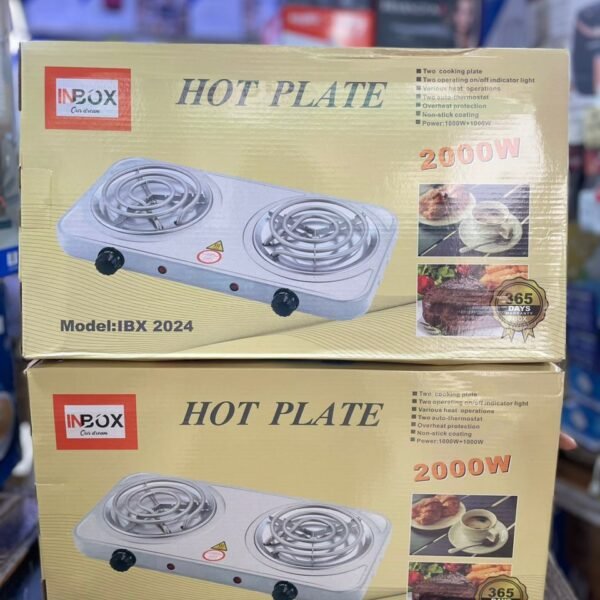 INBOX
Our dream
HOT PLATE
Two cooking plate
Two operating on/off indicator light
Various heat operations
Two auto-thermostat
Overheat protection
Non-stick coating
Power:1000W+1000W
2000W
365
DAYS
Model:IBX 2024
INBOX
Our dream
HOT PLATE
Two cooking plate
Two operating on/off indicator light
Various heat operations
Two auto-thermostat
Overheat protection
Non-stick coating
Power:1000W+1000W
2000W
365
DAYS